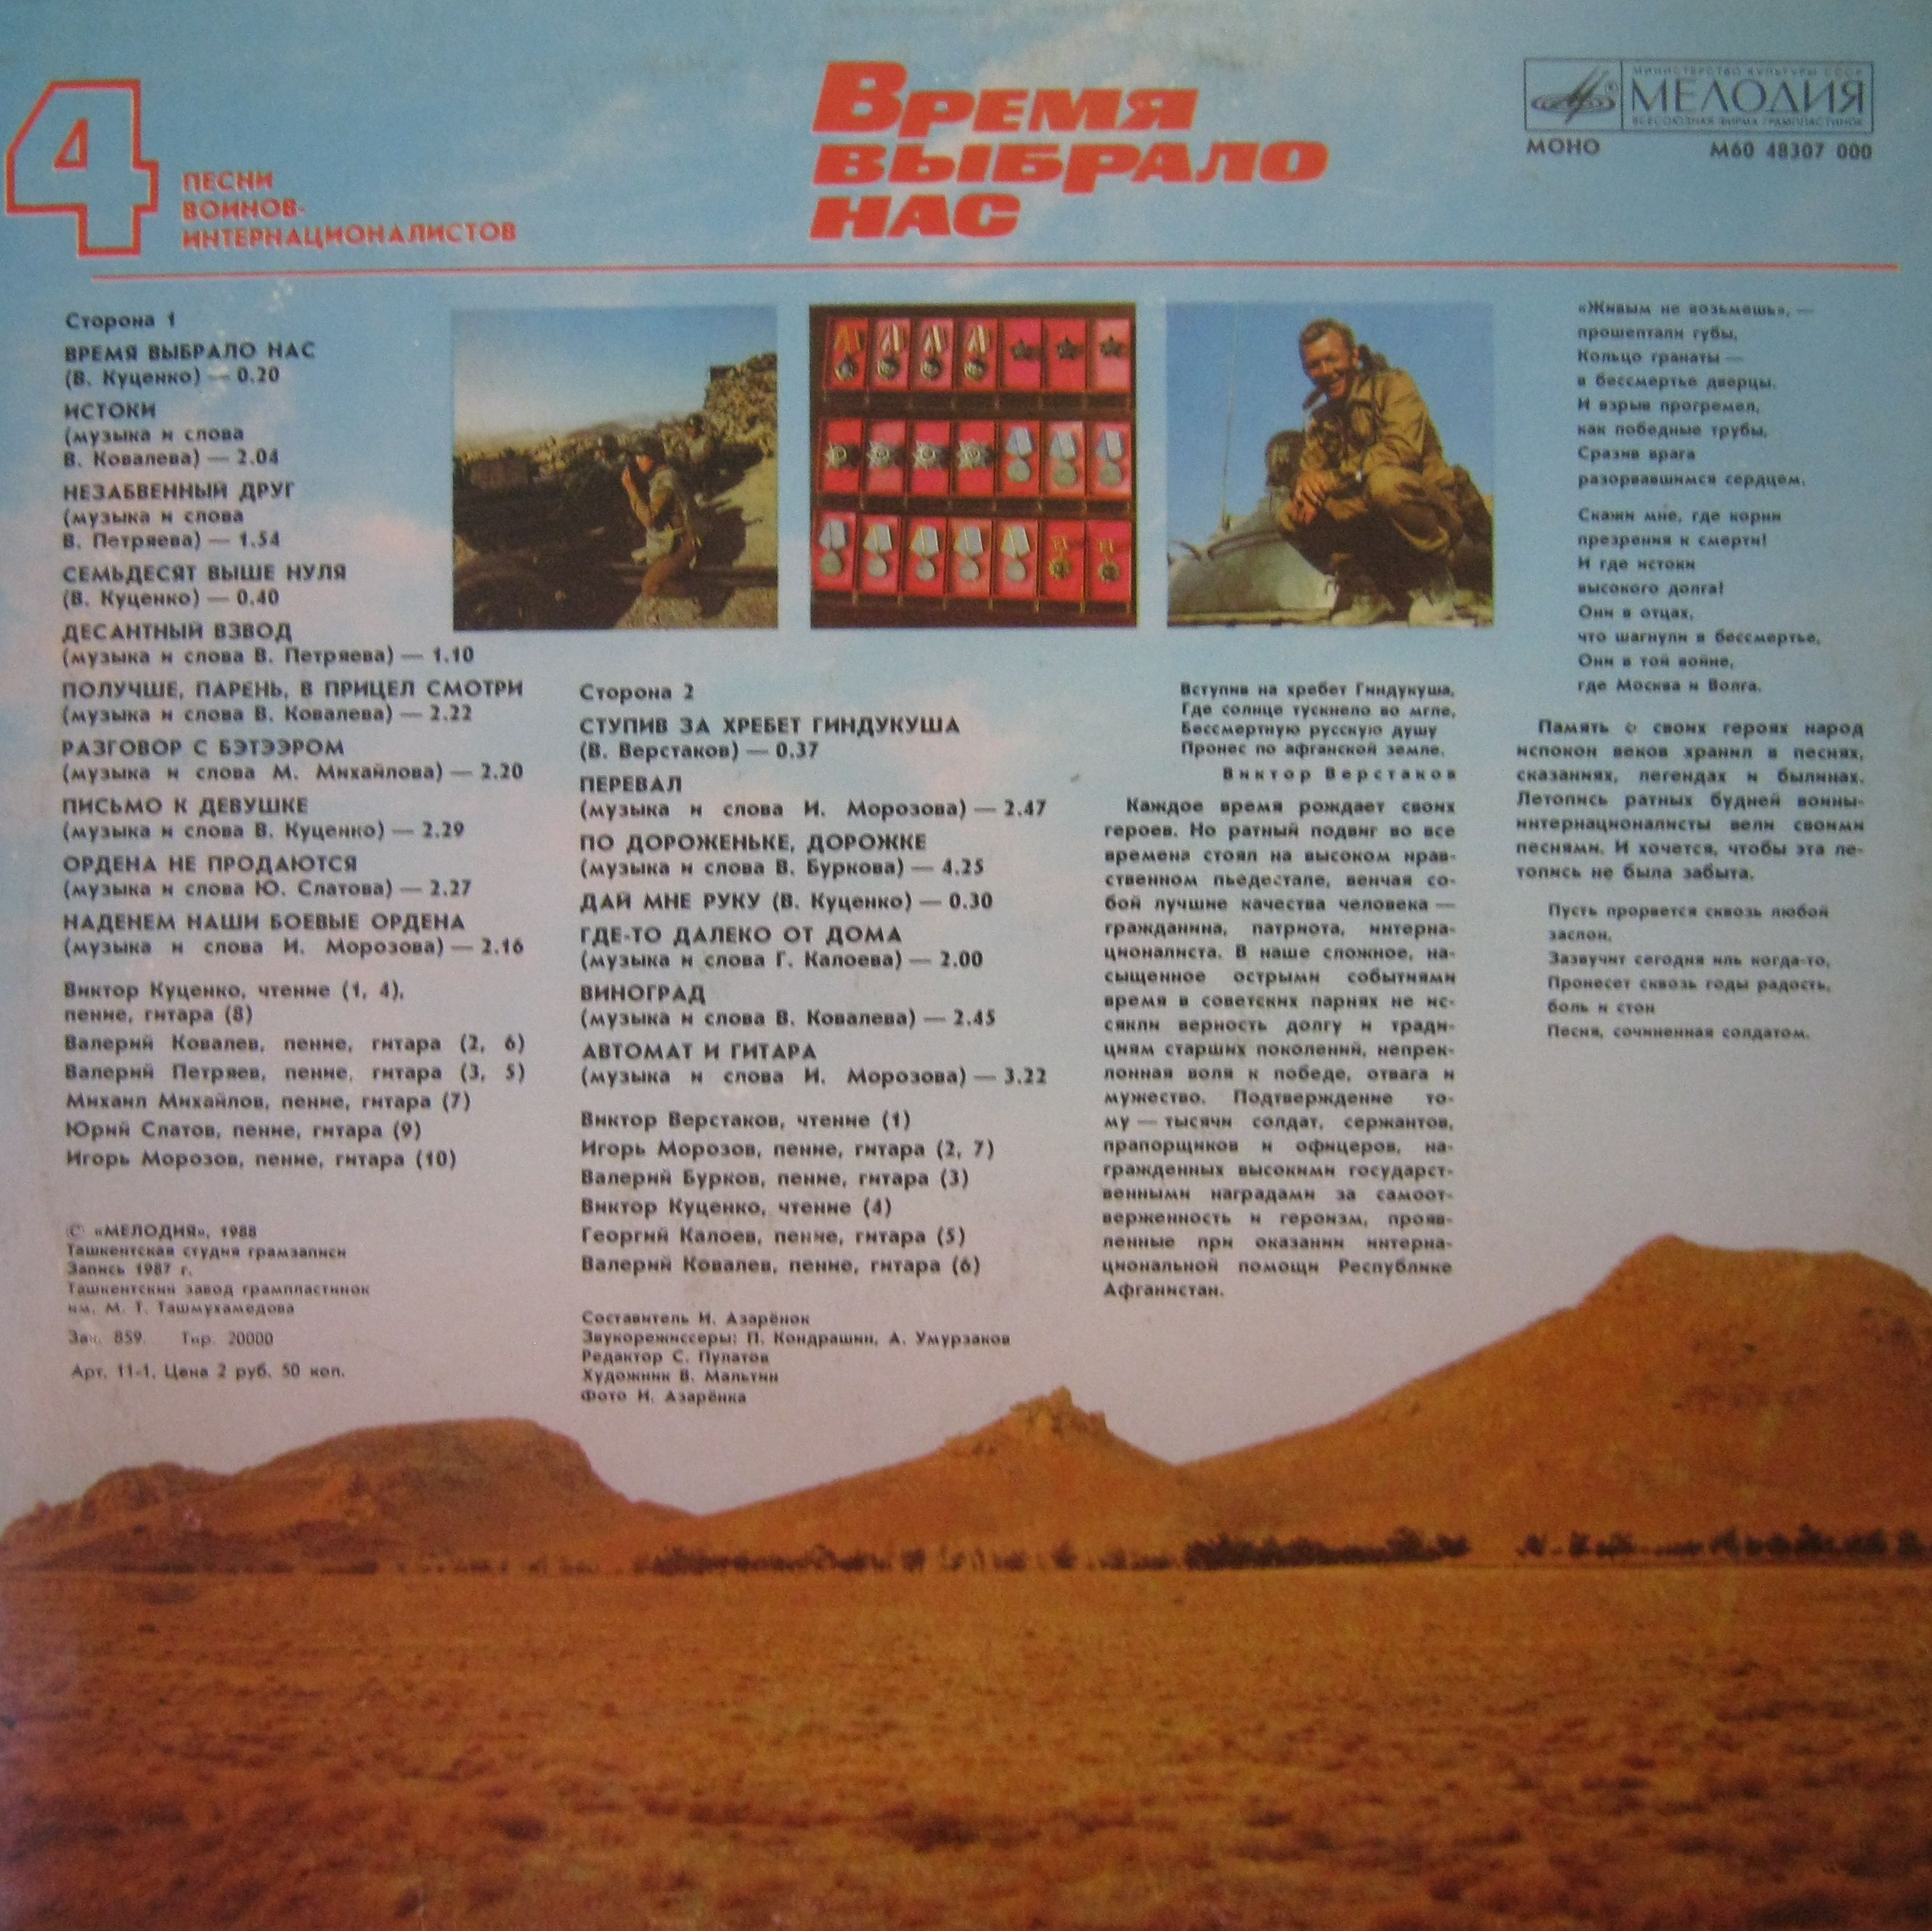 4
ПЕСНИ
ВОИНОВ-
ИНТЕРНАЦИОНАЛИСТОВ
ВРЕМЯ
ВЫБРАЛО
НАС
МИНИСТЕРСТВО КУЛЬТУРЫ СССР
МЕЛОДИЯ
ВСЕСОЮЗНАЯ ФИРМА ГРАМПЛАСТИНОК
МОНО М60 48307 000
Сторона 1
ВРЕМЯ ВЫБРАЛО НАС
(В. Куценко) — 0.20
ИСТОКИ
(музыка и слова
В. Ковалева) — 2.04
НЕЗАБВЕННЫЙ ДРУГ
(музыка и слова
В. Петряева) — 1.54
СЕМЬДЕСЯТ ВЫШЕ НУЛЯ
(В. Куценко) — 0.40
ДЕСАНТНЫЙ ВЗВОД
(музыка и слова В. Петряева) — 1.10
ПОЛУЧШЕ, ПАРЕНЬ, В ПРИЦЕЛ СМОТРИ
(музыка и слова В. Ковалева) — 2.22
РАЗГОВОР С БЭТЭЭРОМ
(музыка и слова М. Михайлова) — 2.20
ПИСЬМО К ДЕВУШКЕ
(музыка и слова В. Куценко) — 2.29
ОРДЕНА НЕ ПРОДАЮТСЯ
(музыка и слова Ю. Слатова) — 2.27
НАДЕНЕМ НАШИ БОЕВЫЕ ОРДЕНА
(музыка и слова И. Морозова) — 2.16
Виктор Куценко, чтение (1, 4),
пение, гитара (8)
Валерий Ковалев, пение, гитара (2, 6)
Валерий Петряев, пение, гитара (3, 5)
Михаил Михайлов, пение, гитара (7)
Юрий Слатов, пение, гитара (9)
Игорь Морозов, пение, гитара (10)
© «МЕЛОДИЯ», 1988
Ташкентская студия грамзаписи
Запись 1987 г.
Ташкентский завод грампластинок
им. М. Т. Ташмухамедова
Зак. 859. Тир. 20000
Арт. 11-1. Цена 2 руб. 50 коп.
Сторона 2
СТУПИВ ЗА ХРЕБЕТ ГИНДУКУША
(В. Верстаков) — 0.37
ПЕРЕВАЛ
(музыка и слова И. Морозова) — 2.47
ПО ДОРОЖЕНЬКЕ, ДОРОЖКЕ
(музыка и слова В. Буркова) — 4.25
ДАЙ МНЕ РУКУ (В. Куценко) — 0.30
ГДЕ-ТО ДАЛЕКО ОТ ДОМА
(музыка и слова Г. Калоева) — 2.00
ВИНОГРАД
(музыка и слова В. Ковалева) — 2.45
АВТОМАТ И ГИТАРА
(музыка и слова И. Морозова) — 3.22
Виктор Верстаков, чтение (1)
Игорь Морозов, пение, гитара (2, 7)
Валерий Бурков, пение, гитара (3)
Виктор Куценко, чтение (4)
Георгий Калоев, пение, гитара (5)
Валерий Ковалев, пение, гитара (6)
Составитель И. Азарёнок
Звукорежиссеры: П. Кондрашин, А. Умурзаков
Редактор С. Пулатов
Художник В. Мальгин
Фото И. Азарёнка
Вступив на хребет Гиндукуша,
Где солнце тускнело во мгле,
Бессмертную русскую душу
Пронес по афганской земле.
Виктор Верстаков
Каждое время рождает своих
героев. Но ратный подвиг во все
времена стоял на высоком нрав-
ственном пьедестале, венчая со-
бой лучшие качества человека —
гражданина, патриота, интерна-
ционалиста. В наше сложное, на-
сыщенное острыми событиями
время в советских парнях не ис-
сякли верность долгу и тради-
циям старших поколений, непрек-
лонная воля к победе, отвага и
мужество. Подтверждение то-
му — тысячи солдат, сержантов,
прапорщиков и офицеров, на-
гражденных высокими государст-
венными наградами за самоот-
верженность и героизм, прояв-
ленные при оказании интерна-
циональной помощи Республике
Афганистан.
«Живым не возьмешь», —
прошептали губы,
Кольцо гранаты —
в бессмертье дверцы.
И взрыв прогремел,
как победные трубы,
Сразив врага
разорвавшимся сердцем.
Скажи мне, где корни
презрения к смерти!
И где истоки
высокого долга!
Они в отцах,
что шагнули в бессмертье,
Они в той войне,
где Москва и Волга.
Память о своих героях народ
испокон веков хранил в песнях,
сказаниях, легендах и былинах.
Летопись ратных будней воины-
интернационалисты вели своими
песнями. И хочется, чтобы эта ле-
топись не была забыта.
Пусть прорвется сквозь любой
заслон,
Зазвучит сегодня иль когда-то,
Пронесет сквозь годы радость,
боль и стон
Песня, сочиненная солдатом.